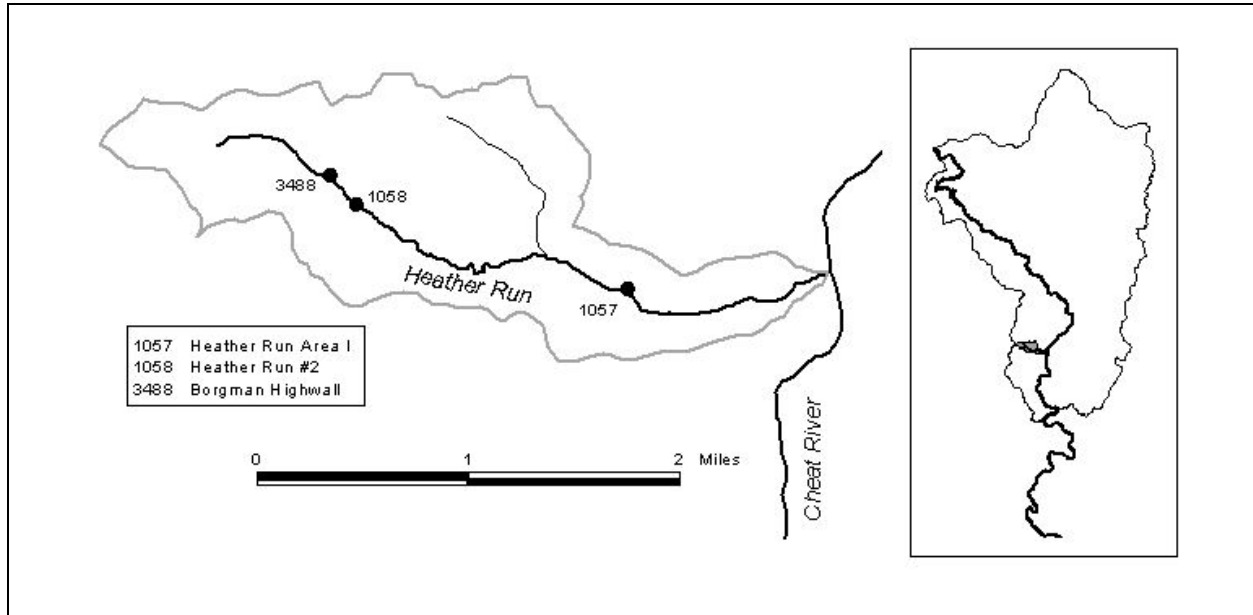 3488
1058
Heather Run
1057
1057 Heather Run Area I
1058 Heather Run #2
3488 Borgman Highwall
0 1 2 Miles
Cheat River